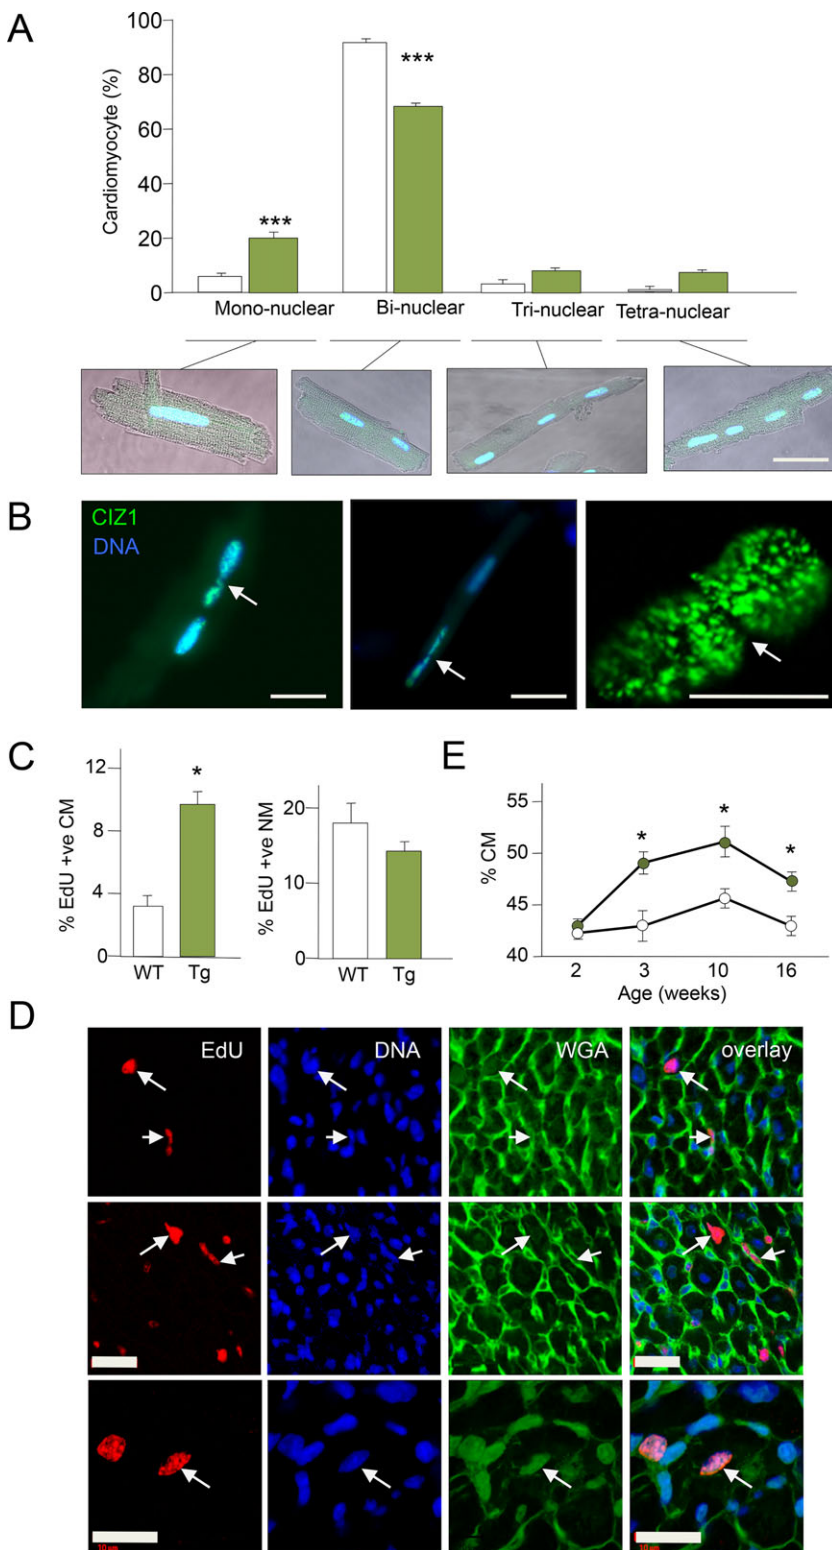 A
Cardiomyocyte (%)
100
80
60
40
20
0
***
***
Mono-nuclear Bi-nuclear Tri-nuclear Tetra-nuclear
B
CIZ1
DNA
C
% EdU +ve CM
12
8
4
0
*
WT Tg
% EdU +ve NM
20
10
0
WT Tg
E
% CM
55
50
45
40
* * *
2 3 10 16
Age (weeks)
D
EdU DNA WGA overlay
10 µm